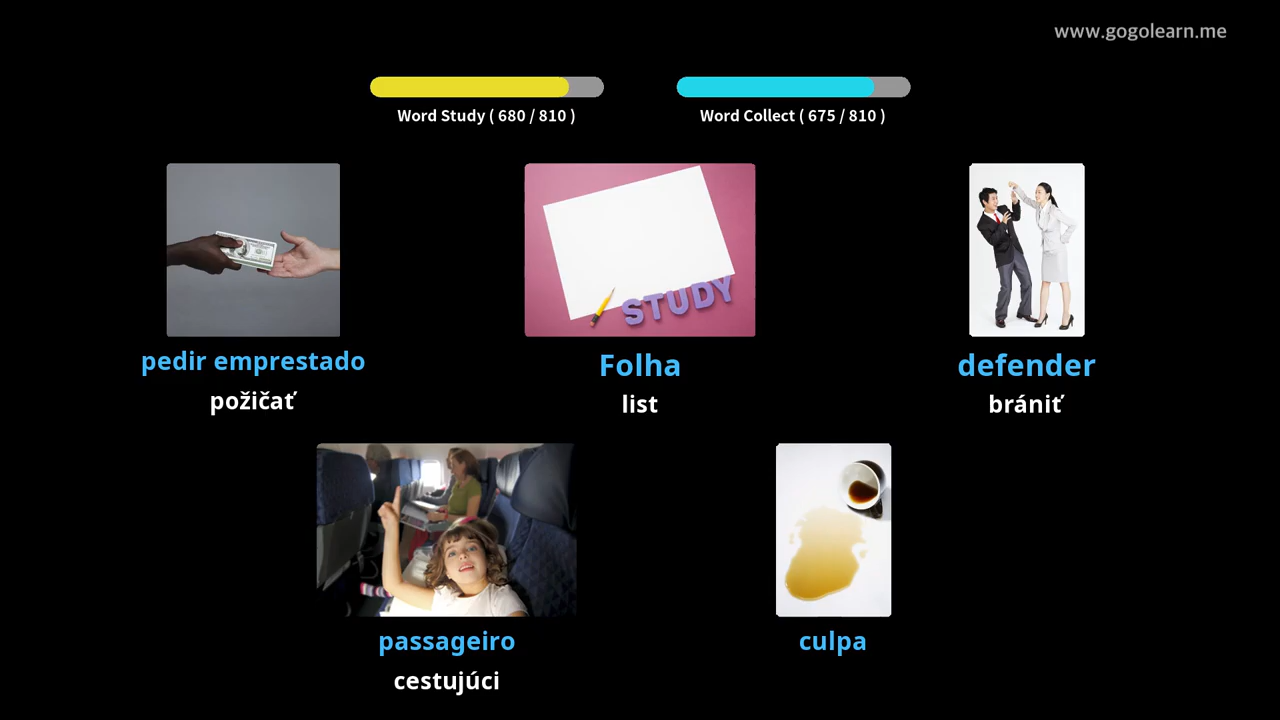 www.gogolearn.me
Word Study ( 680 / 810 )
Word Collect ( 675 / 810 )
STUDY
pedir emprestado
požičať
Folha
list
defender
brániť
passageiro
cestujúci
culpa